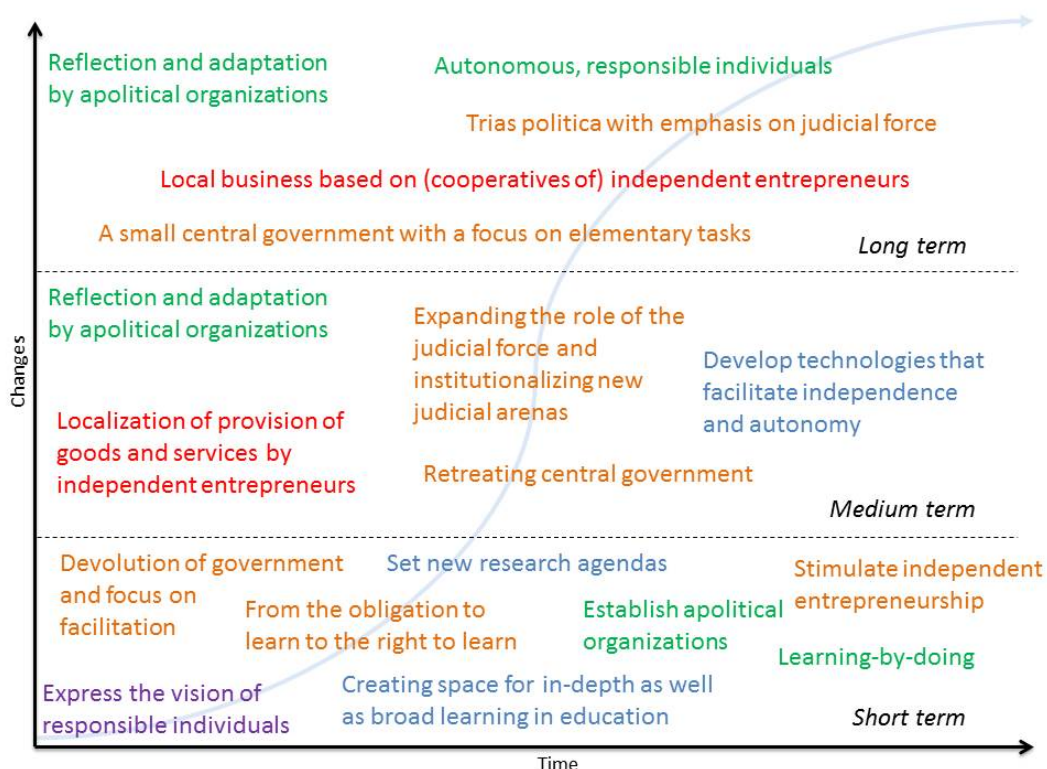 Reflection and adaptation
by apolitical organizations
Autonomous, responsible individuals
Trias politica with emphasis on judicial force
Local business based on (cooperatives of) independent entrepreneurs
A small central government with a focus on elementary tasks
Long term
Reflection and adaptation
by apolitical organizations
Expanding the role of the
judicial force and
institutionalizing new
judicial arenas
Develop technologies that
facilitate independence
and autonomy
Localization of provision of
goods and services by
independent entrepreneurs
Retreating central government
Medium term
Devolution of government
and focus on
facilitation
Set new research agendas
Stimulate independent
entrepreneurship
From the obligation to
learn to the right to learn
Establish apolitical
organizations
Learning-by-doing
Express the vision of
responsible individuals
Creating space for in-depth as well
as broad learning in education
Short term
Changes
Time